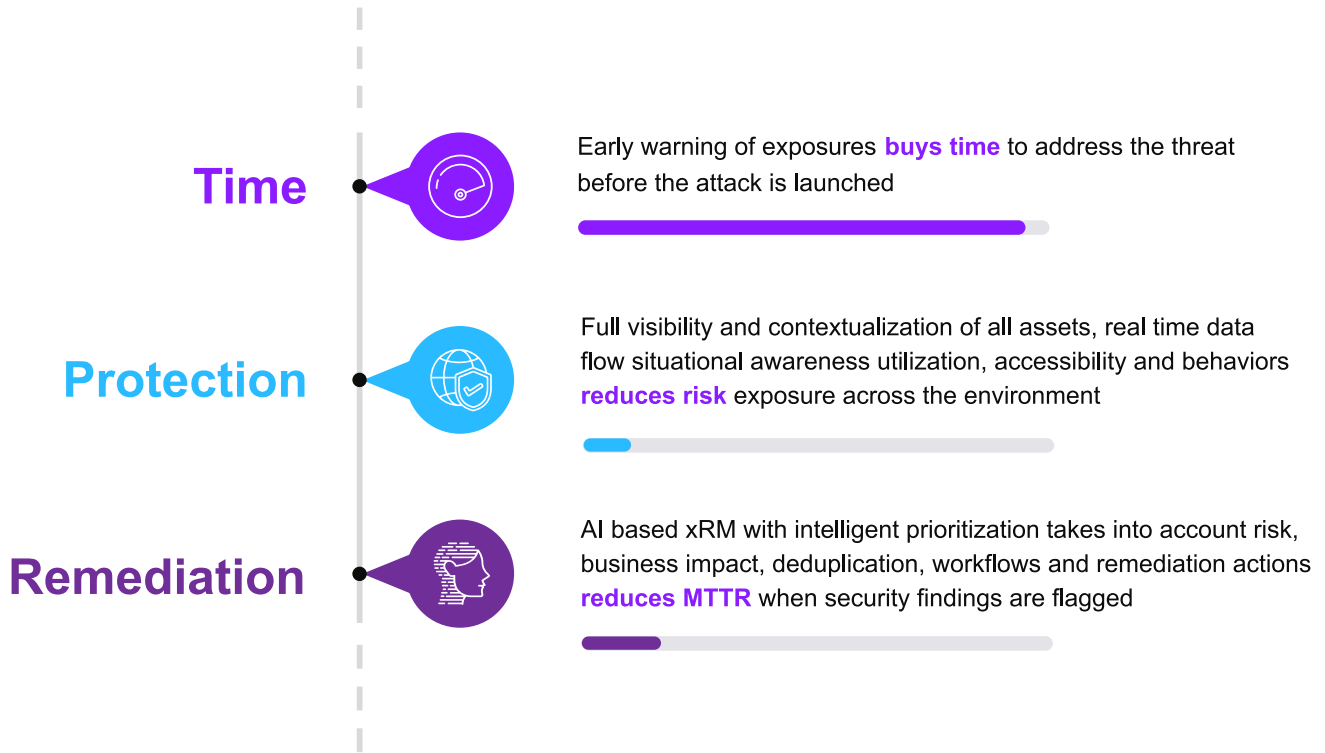 Time
Early warning of exposures buys time to address the threat
before the attack is launched
Protection
Full visibility and contextualization of all assets, real time data
flow situational awareness utilization, accessibility and behaviors
reduces risk exposure across the environment
Remediation
AI based xRM with intelligent prioritization takes into account risk,
business impact, deduplication, workflows and remediation actions
reduces MTTR when security findings are flagged